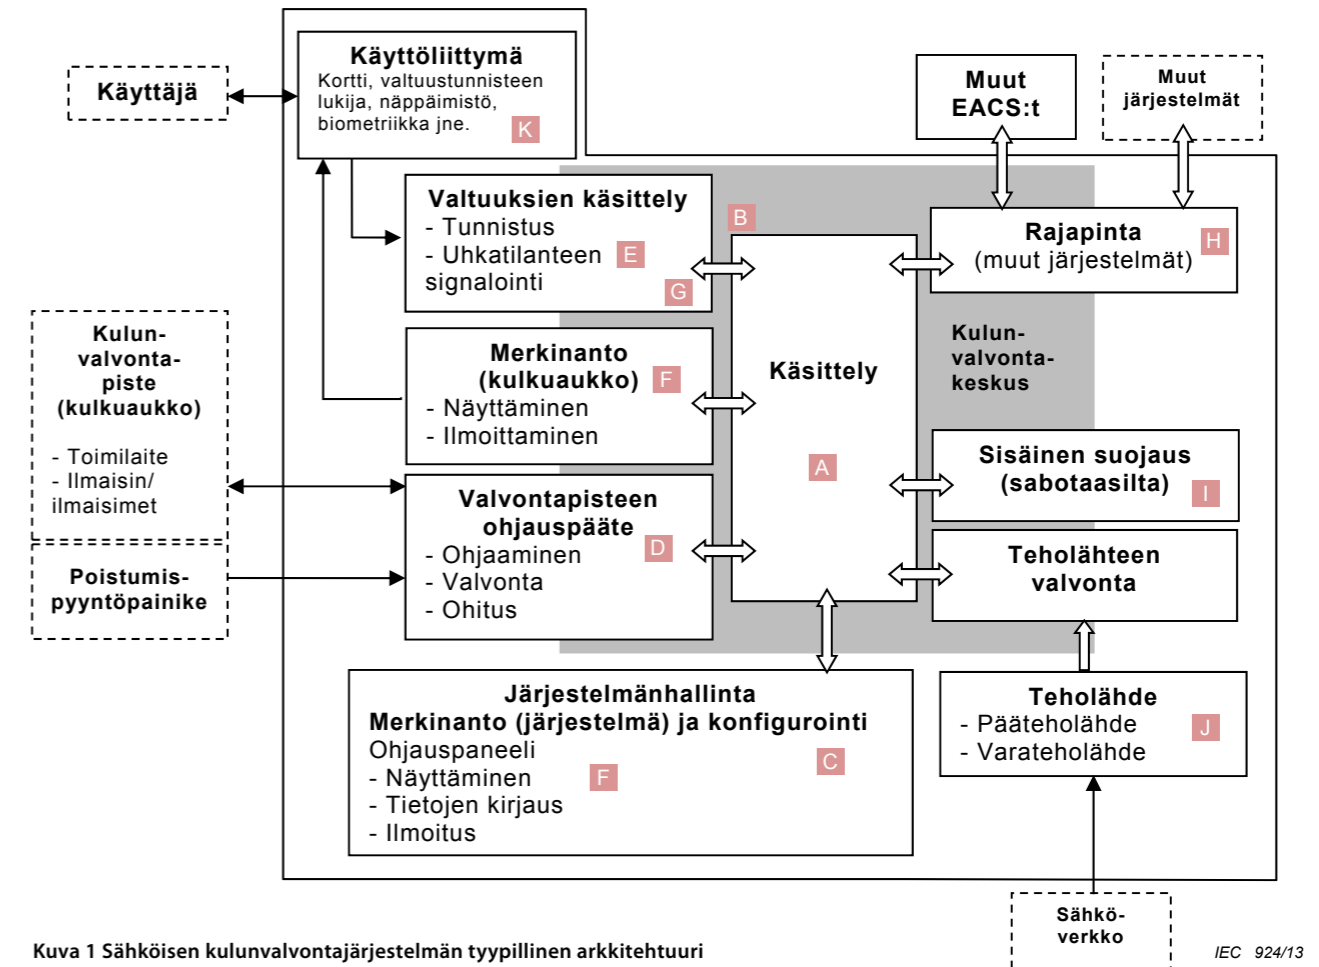 Käyttöliittymä
Kortti, valtuustunnisteen
lukija, näppäimistö,
biometriikka jne.
K
Käyttäjä
Muut
EACS:t
Muut
järjestelmät
Valtuuksien käsittely
- Tunnistus
- Uhkatilanteen
signalointi
E
G
B
Rajapinta
(muut järjestelmät)
H
Kulun-
valvonta-
piste
(kulkuaukko)
- Toimilaite
- Ilmaisin/
ilmaisimet
Merkinanto
(kulkuaukko)
- Näyttäminen
- Ilmoittaminen
F
Käsittely
A
Kulun-
valvonta-
keskus
Sisäinen suojaus
(sabotaasilta)
I
Valvontapisteen
ohjauspääte
- Ohjaaminen
- Valvonta
- Ohitus
D
Teholähteen
valvonta
Poistumis-
pyyntöpainike
Järjestelmänhallinta
Merkinanto (järjestelmä) ja konfigurointi
Ohjauspaneeli
- Näyttäminen
- Tietojen kirjaus
- Ilmoitus
F
C
Teholähde
- Pääteholähde
- Varateholähde
J
Sähkö-
verkko
Kuva 1 Sähköisen kulunvalvontajärjestelmän tyypillinen arkkitehtuuri
IEC 924/13